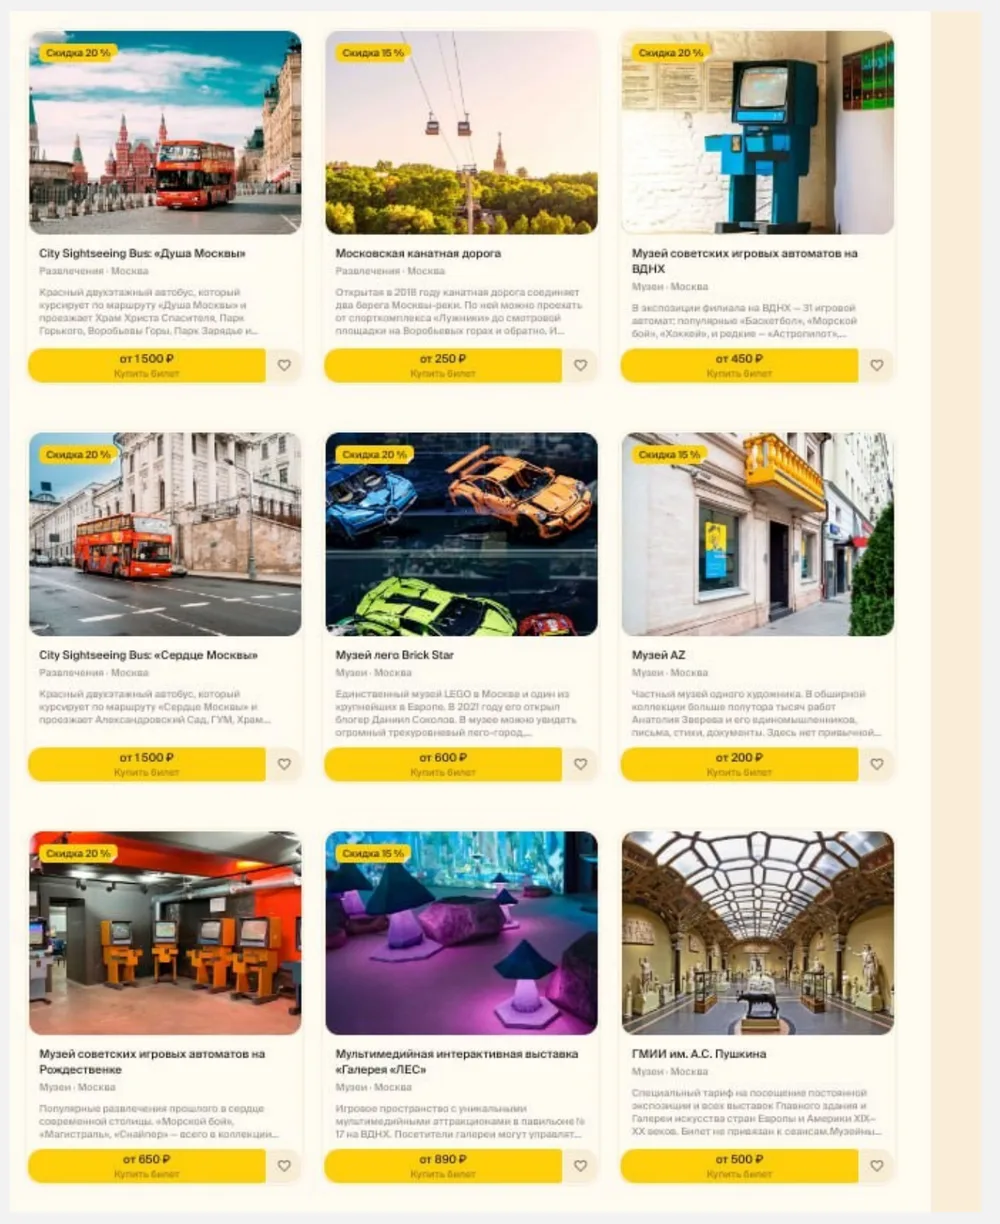 Скидка 20 %
City Sightseeing Bus: «Душа Москвы»
Развлечения · Москва
Красный двухэтажный автобус, который
курсирует по маршруту «Душа Москвы» и
проезжает Храм Христа Спасителя, Парк
Горького, Воробьевы Горы, Парк Зарядье и...
от 1 500 ₽
Купить билет
Скидка 15 %
Московская канатная дорога
Развлечения · Москва
Открытая в 2018 году канатная дорога соединяет
два берега Москвы-реки. По ней можно проехать
от спорткомплекса «Лужники» до смотровой
площадки на Воробьевых горах и обратно. И...
от 250 ₽
Купить билет
Скидка 20 %
Музей советских игровых автоматов на
ВДНХ
Музеи · Москва
В экспозиции филиала на ВДНХ — 31 игровой
автомат: популярные «Баскетбол», «Морской
бой», «Хоккей», и редкие — «Астропилот»,...
от 450 ₽
Купить билет
Скидка 20 %
City Sightseeing Bus: «Сердце Москвы»
Развлечения · Москва
Красный двухэтажный автобус, который
курсирует по маршруту «Сердце Москвы» и
проезжает Александровский Сад, ГУМ, Храм...
от 1 500 ₽
Купить билет
Скидка 20 %
Музей лего Brick Star
Музеи · Москва
Единственный музей LEGO в Москве и один из
крупнейших в Европе. В 2021 году его открыл
блогер Даниил Соколов. В музее можно увидеть
огромный трехуровневый лего-город,...
от 600 ₽
Купить билет
Скидка 15 %
Музей AZ
Музеи · Москва
Частный музей одного художника. В обширной
коллекции больше полутора тысяч работ
Анатолия Зверева и его единомышленников,
письма, стихи, документы. Здесь нет привычной...
от 200 ₽
Купить билет
Скидка 20 %
Музей советских игровых автоматов на
Рождественке
Музеи · Москва
Популярные развлечения прошлого в сердце
современной столицы. «Морской бой»,
«Магистраль», «Снайпер» — всего в коллекции...
от 650 ₽
Купить билет
Скидка 15 %
Мультимедийная интерактивная выставка
«Галерея «ЛЕС»
Музеи · Москва
Игровое пространство с уникальными
мультимедийными аттракционами в павильоне №
17 на ВДНХ. Посетители галереи могут управлят...
от 890 ₽
Купить билет
ГМИИ им. А.С. Пушкина
Музеи · Москва
Специальный тариф на посещение постоянной
экспозиции и всех выставок Главного здания и
Галереи искусства стран Европы и Америки XIX–
XX веков. Билет не привязан к сеансам.Музейны...
от 500 ₽
Купить билет